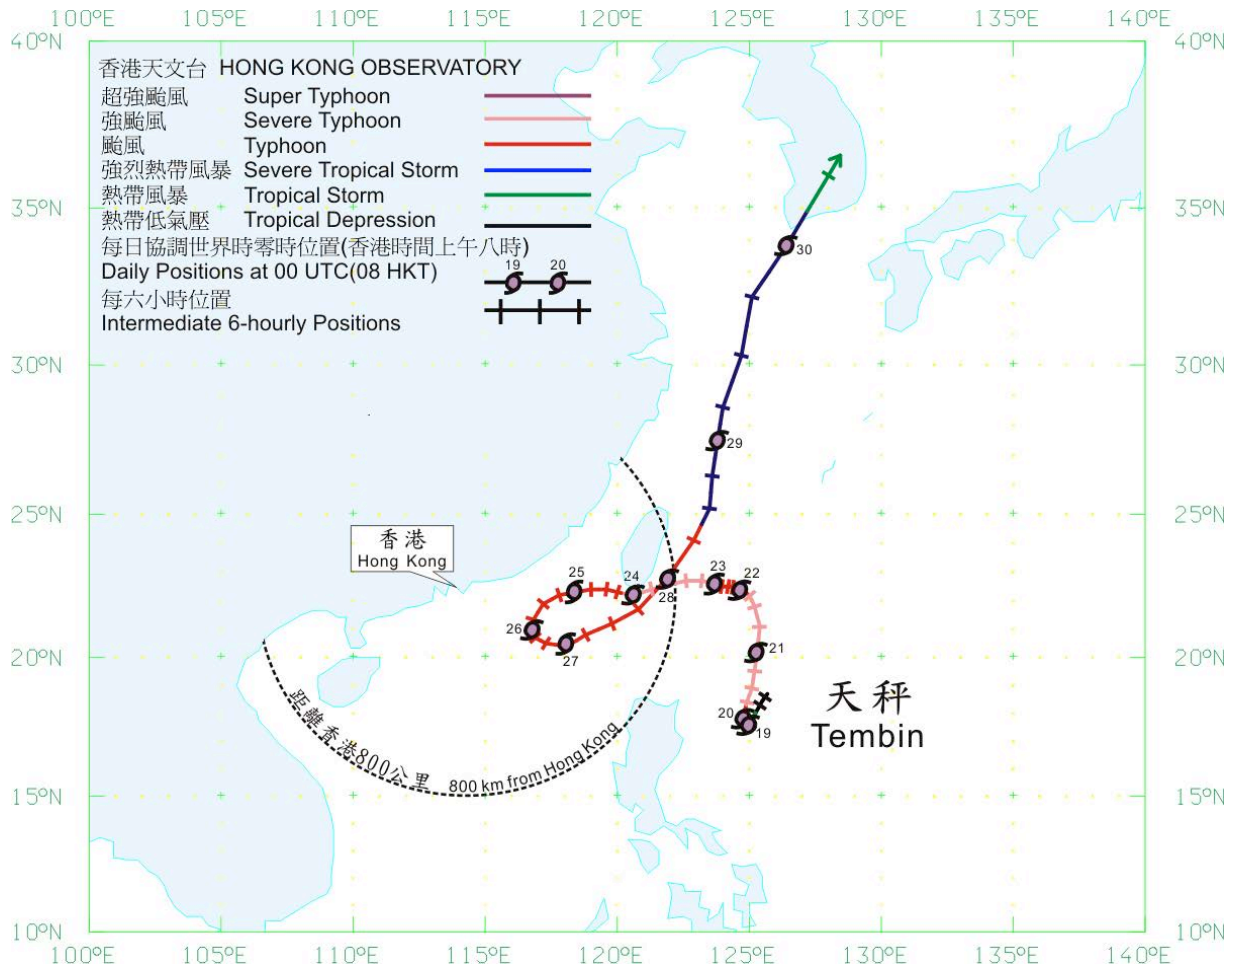 100°E 105°E 110°E 115°E 120°E 125°E 130°E 135°E 140°E
40°N 40°N
香港天文台 HONG KONG OBSERVATORY
超強颱風 Super Typhoon
強颱風 Severe Typhoon
颱風 Typhoon
強烈熱帶風暴 Severe Tropical Storm
熱帶風暴 Tropical Storm
熱帶低氣壓 Tropical Depression
每日協調世界時零時位置(香港時間上午八時)
Daily Positions at 00 UTC(08 HKT) 19 20
每六小時位置
Intermediate 6-hourly Positions
35°N 35°N
30
30°N 30°N
29
25°N 25°N
香港
Hong Kong
25 24 23 22
28
26
27
21
20°N 20°N
20
19
天秤
Tembin
距離香港800公里 800 km from Hong Kong
15°N 15°N
10°N 10°N
100°E 105°E 110°E 115°E 120°E 125°E 130°E 135°E 140°E